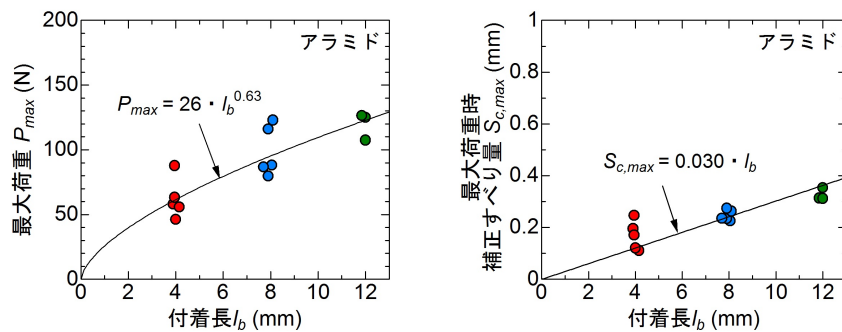 200
150
100
50
0
最大荷重 Pmax (N)
アラミド
Pmax = 26・lb^0.63
0 2 4 6 8 10 12
付着長lb (mm)
1
0.8
0.6
0.4
0.2
0
最大荷重時
補正すべり量 Sc,max (mm)
アラミド
Sc,max = 0.030・lb
0 2 4 6 8 10 12
付着長lb (mm)